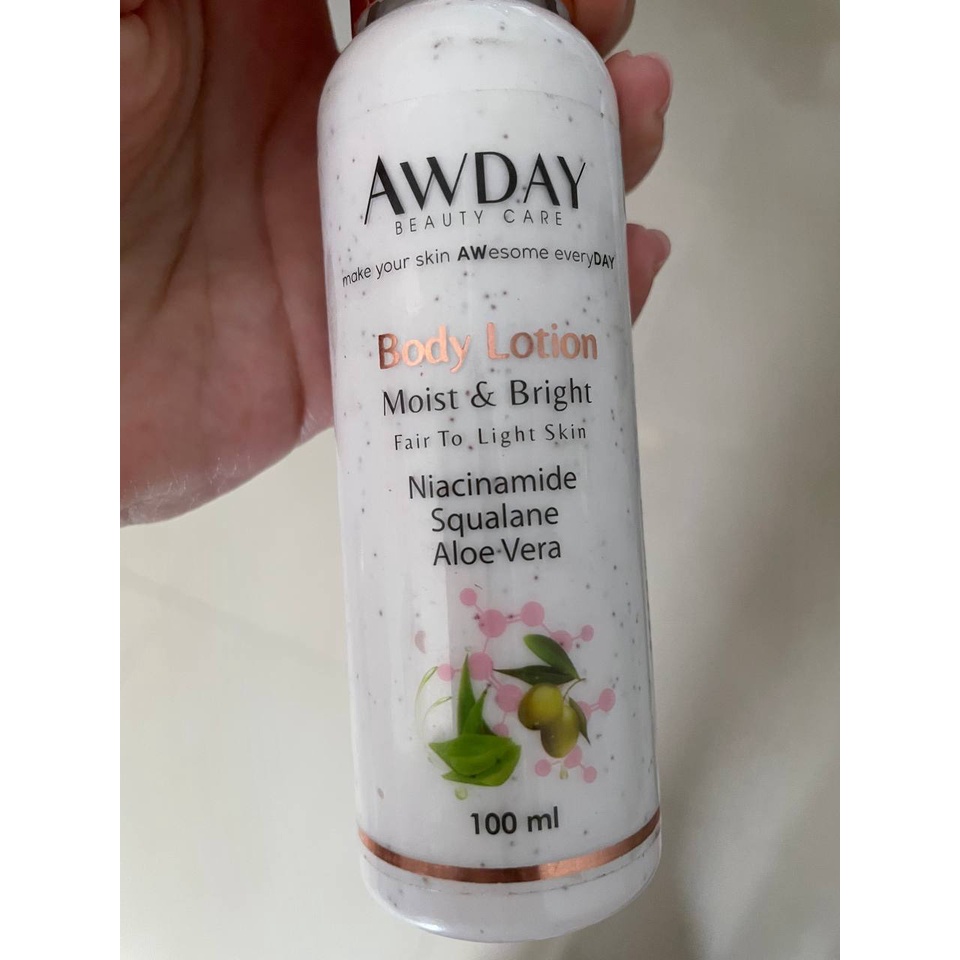 AWDAY
BEAUTY CARE
make your skin AWesome everyDAY
Body Lotion
Moist & Bright
Fair To Light Skin
Niacinamide
Squalane
Aloe Vera
100 ml